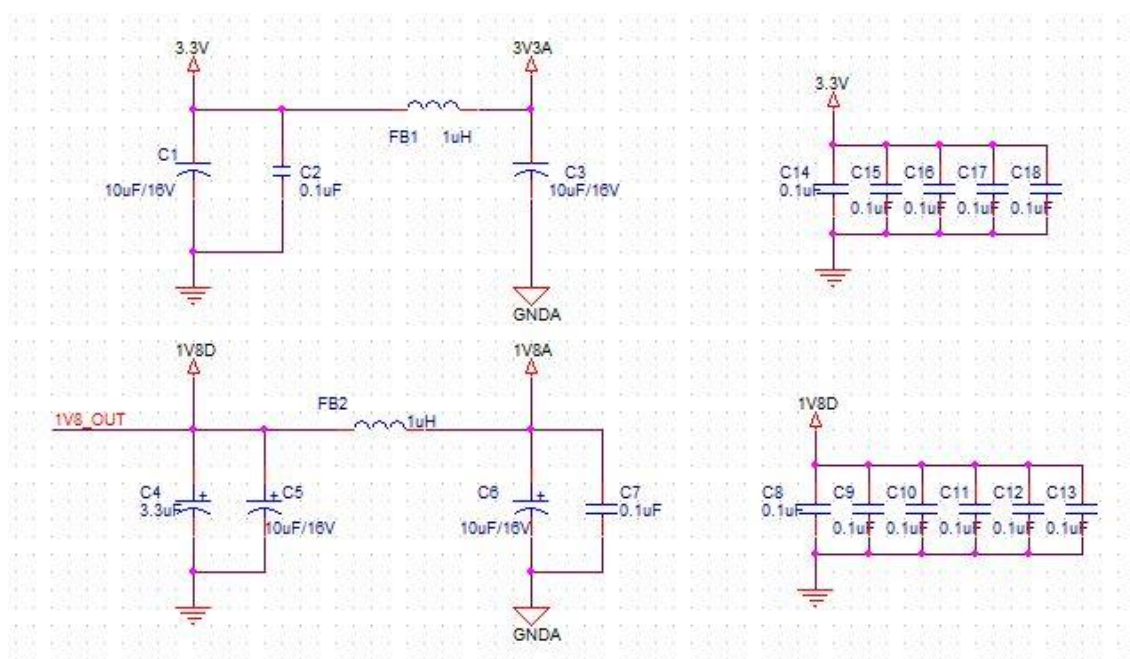 3.3V
3V3A
FB1 1uH
C1
10uF/16V
C2
0.1uF
C3
10uF/16V
GNDA
3.3V
C14 C15 C16 C17 C18
0.1uF
0.1uF 0.1uF 0.1uF 0.1uF
1V8D
1V8A
1V8_OUT
FB2
1uH
C4
3.3uF
C5
10uF/16V
C6
10uF/16V
C7
0.1uF
GNDA
1V8D
C8 C9 C10 C11 C12 C13
0.1uF
0.1uF 0.1uF 0.1uF 0.1uF 0.1uF